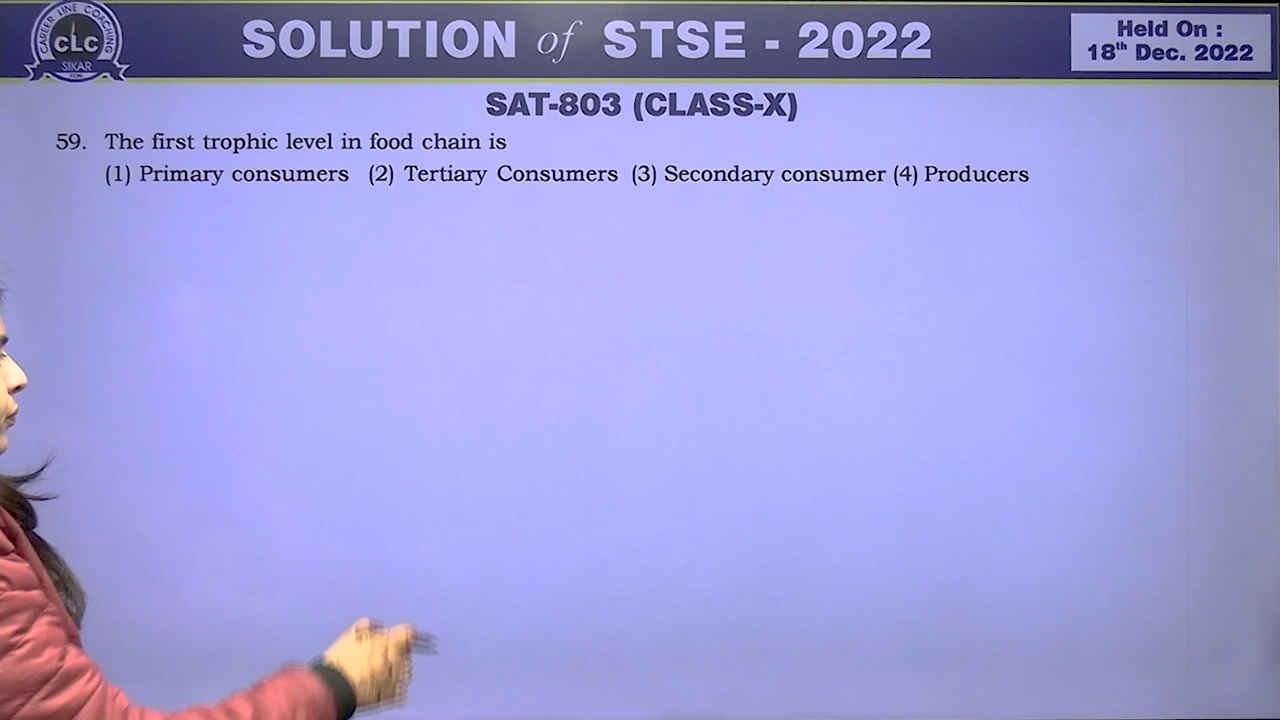 CAREER LINE COACHING
CLC
SIKAR
SOLUTION of STSE - 2022
Held On :
18th Dec. 2022
SAT-803 (CLASS-X)
59. The first trophic level in food chain is
(1) Primary consumers (2) Tertiary Consumers (3) Secondary consumer (4) Producers